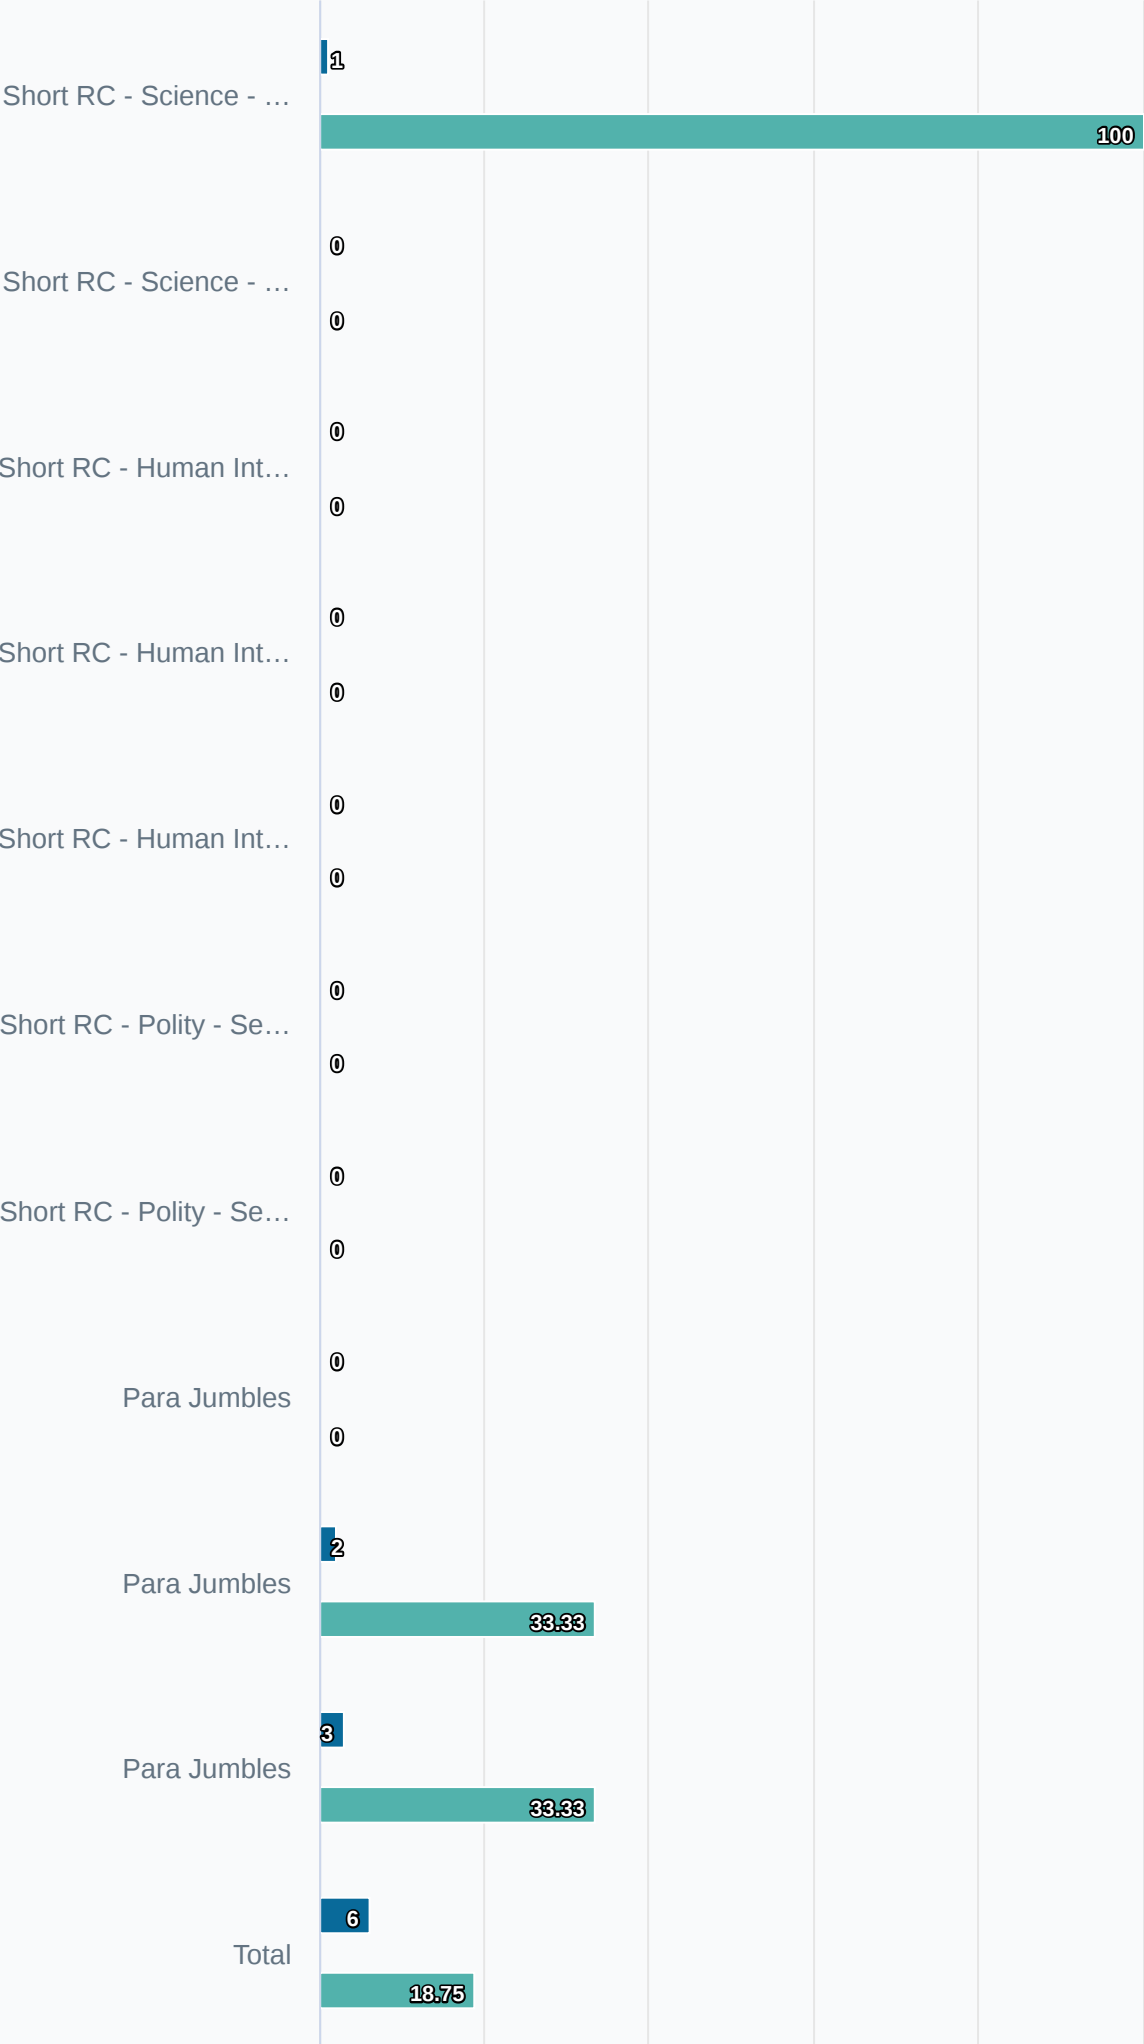 1
Short RC - Science - …
100
0
Short RC - Science - …
0
0
Short RC - Human Int…
0
0
Short RC - Human Int…
0
0
Short RC - Human Int…
0
0
Short RC - Polity - Se…
0
0
Short RC - Polity - Se…
0
0
Para Jumbles
0
2
Para Jumbles
33.33
3
Para Jumbles
33.33
6
Total
18.75